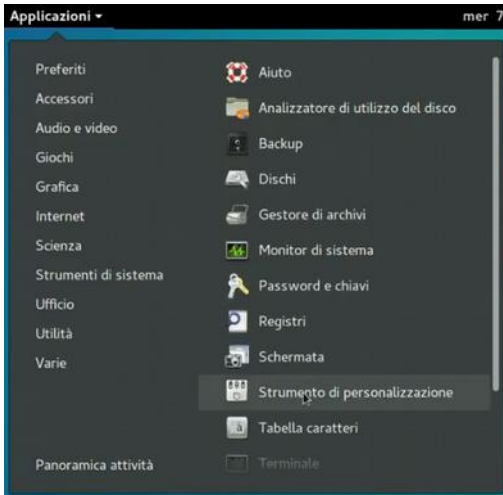 Applicazioni
mer 7
Preferiti
Accessori
Audio e video
Giochi
Grafica
Internet
Scienza
Strumenti di sistema
Ufficio
Utilità
Varie
Panoramica attività
Aiuto
Analizzatore di utilizzo del disco
Backup
Dischi
Gestore di archivi
Monitor di sistema
Password e chiavi
Registri
Schermata
Strumento di personalizzazione
Tabella caratteri
Terminale